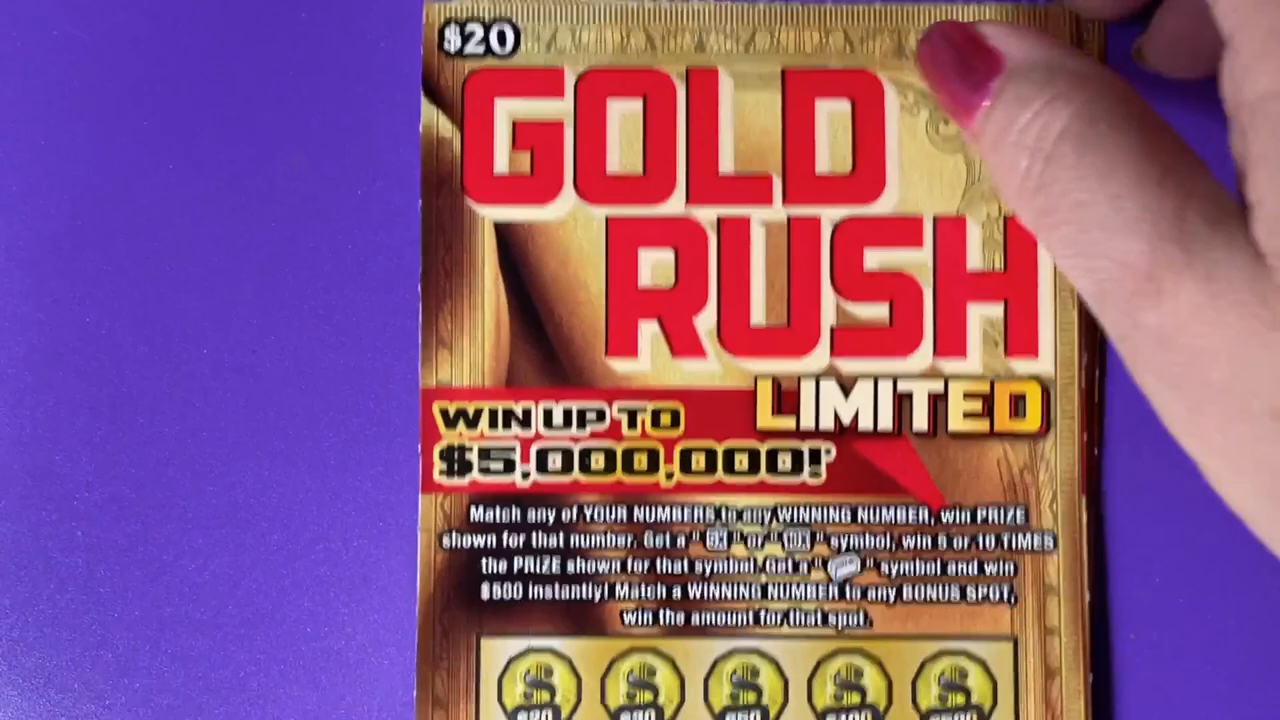 $20
GOLD
RUSH
LIMITED
WIN UP TO
$5,000,000!
Match any of YOUR NUMBERS to any WINNING NUMBER, win PRIZE
shown for that number. Get a "5X" or "10X" symbol, win 5 or 10 TIMES
the PRIZE shown for that symbol. Get a " " symbol and win
$500 instantly! Match a WINNING NUMBER to any BONUS SPOT,
win the amount for that spot.
$ $ $ $ $